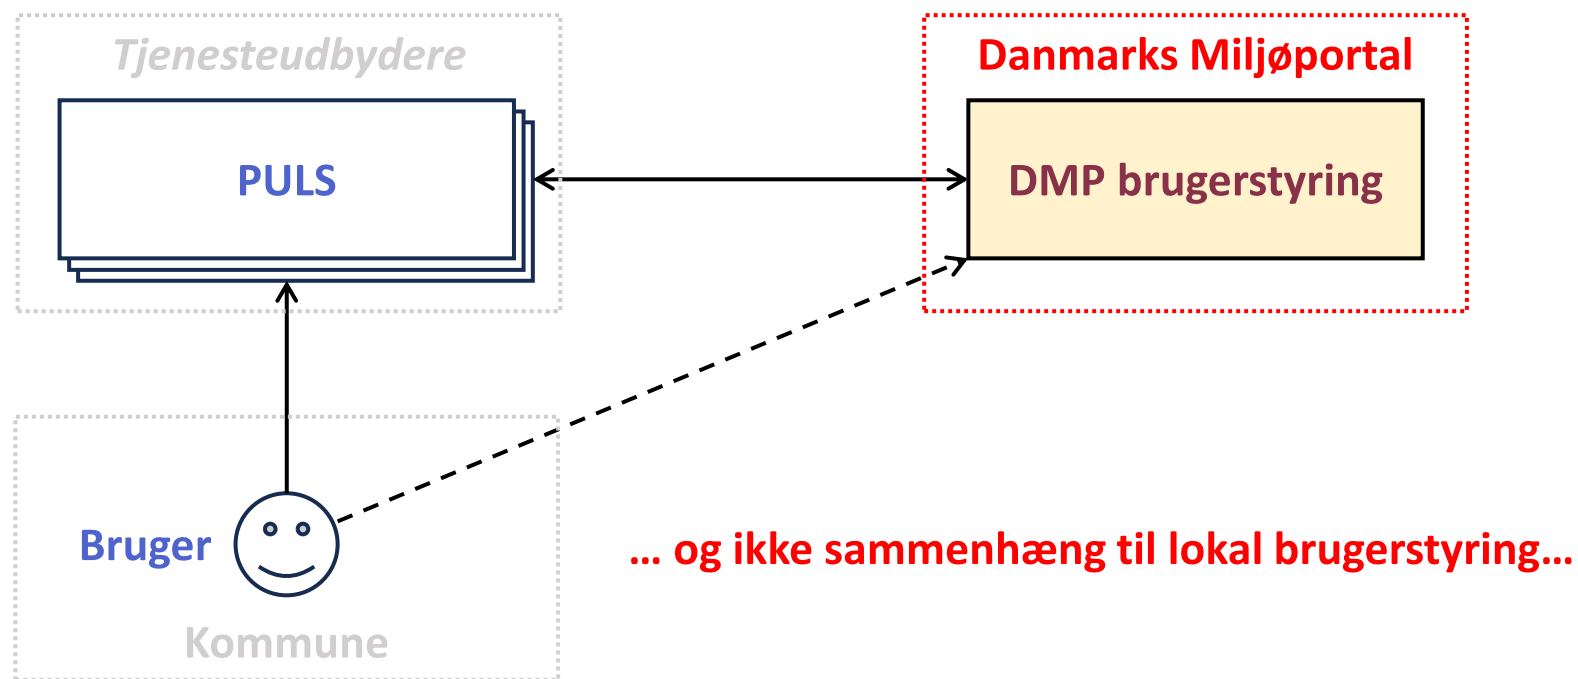 Tjenesteudbydere
Danmarks Miljøportal
PULS
DMP brugerstyring
Bruger
… og ikke sammenhæng til lokal brugerstyring…
Kommune